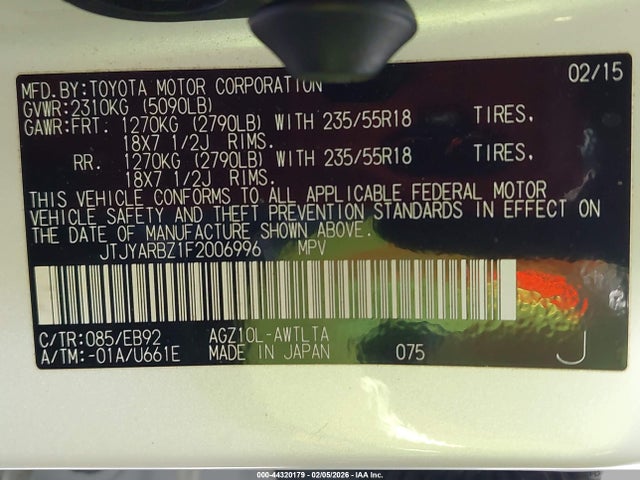 MFD.BY:TOYOTA MOTOR CORPORATION 02/15
GVWR:2310KG (5090LB)
GAWR:FRT. 1270KG (2790LB) WITH 235/55R18 TIRES,
18X7 1/2J RIMS.
RR. 1270KG (2790LB) WITH 235/55R18 TIRES,
18X7 1/2J RIMS.
THIS VEHICLE CONFORMS TO ALL APPLICABLE FEDERAL MOTOR
VEHICLE SAFETY AND THEFT PREVENTION STANDARDS IN EFFECT ON
THE DATE OF MANUFACTURE SHOWN ABOVE.
JTJYARBZ1F2006996 MPV
C/TR:085/EB92 AGZ10L-AWTLTA
A/TM:-01A/U661E MADE IN JAPAN 075 J
000-44320179 - 02/05/2026 - IAA Inc.